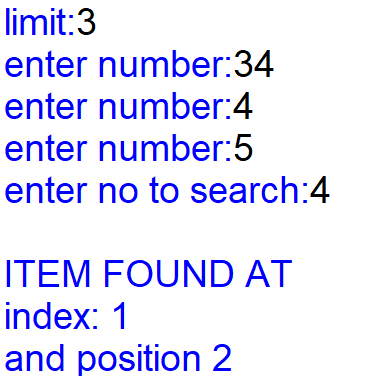 limit:3
enter number:34
enter number:4
enter number:5
enter no to search:4
ITEM FOUND AT
index: 1
and position 2